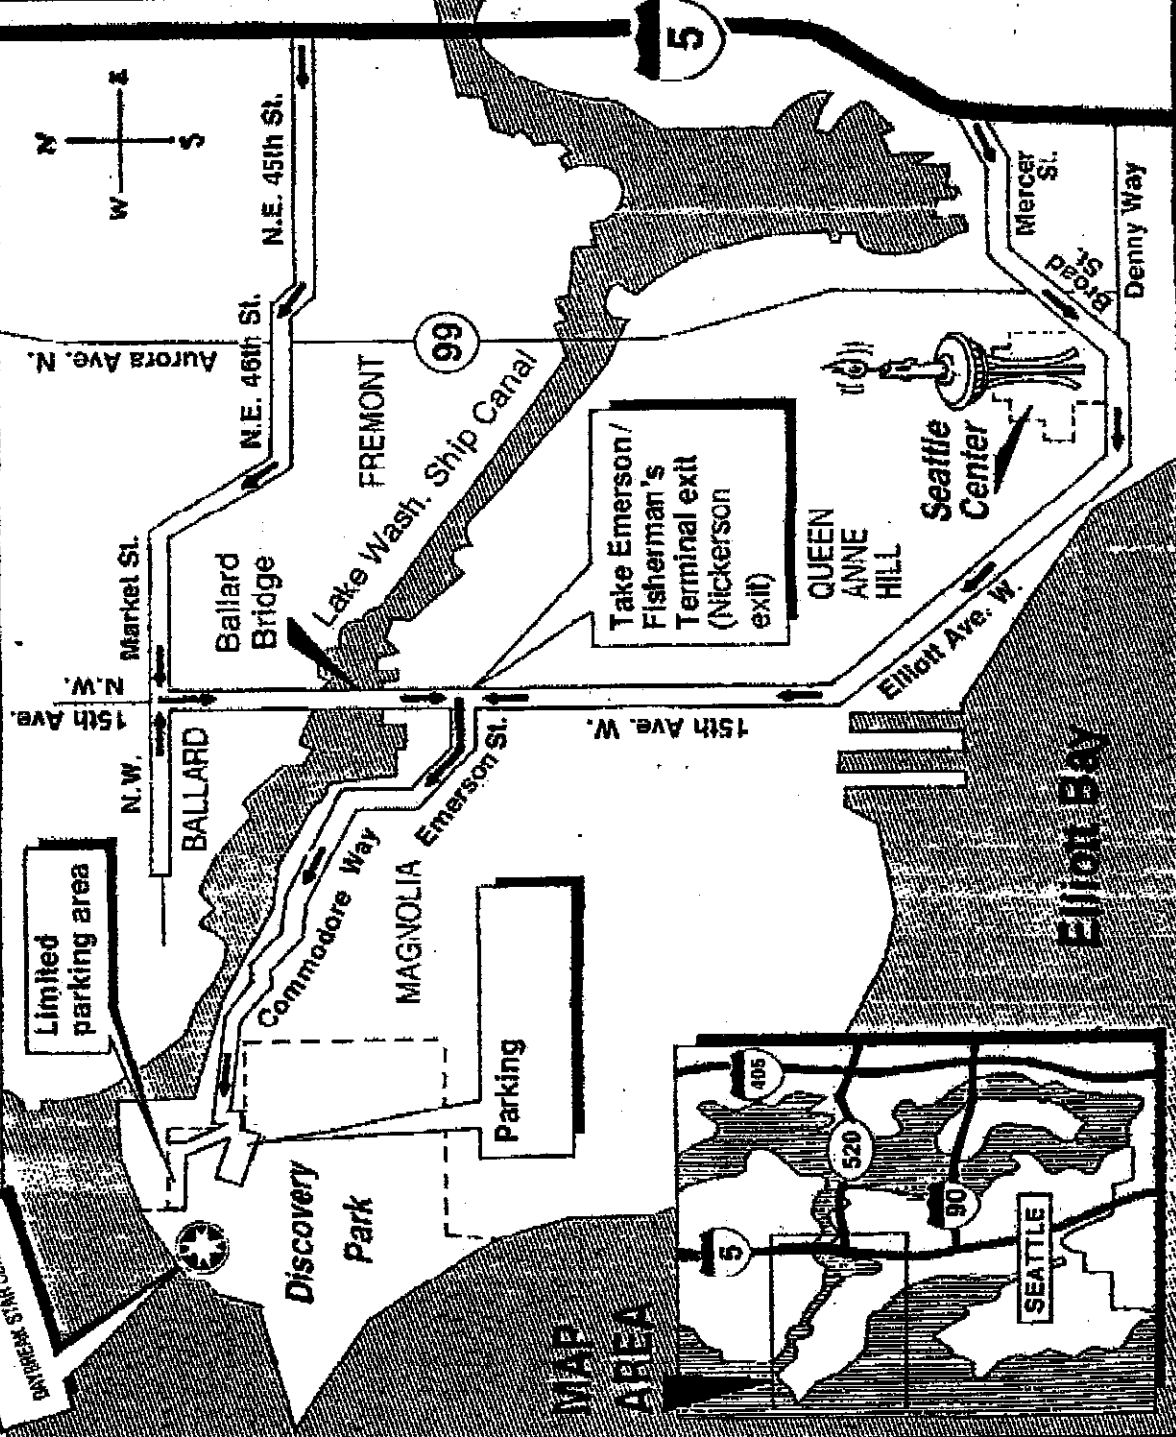 DAYBREAK STAR
Limited
parking area
N.W.
15th Ave.
N.W.
Market St.
N.E. 46th St.
N.E. 45th St.
N
W
E
S
Aurora Ave. N.
BALLARD
Ballard
Bridge
FREMONT
99
5
Lake Wash. Ship Canal
Commodore Way
Emerson St.
MAGNOLIA
Discovery
Park
Parking
Take Emerson/
Fisherman's
Terminal exit
(Nickerson
exit)
15th Ave. W.
QUEEN
ANNE
HILL
Elliott Ave. W.
Seattle
Center
Mercer
St.
Broad
St.
Denny Way
Elliott Bay
MAP
AREA
5
405
520
90
SEATTLE